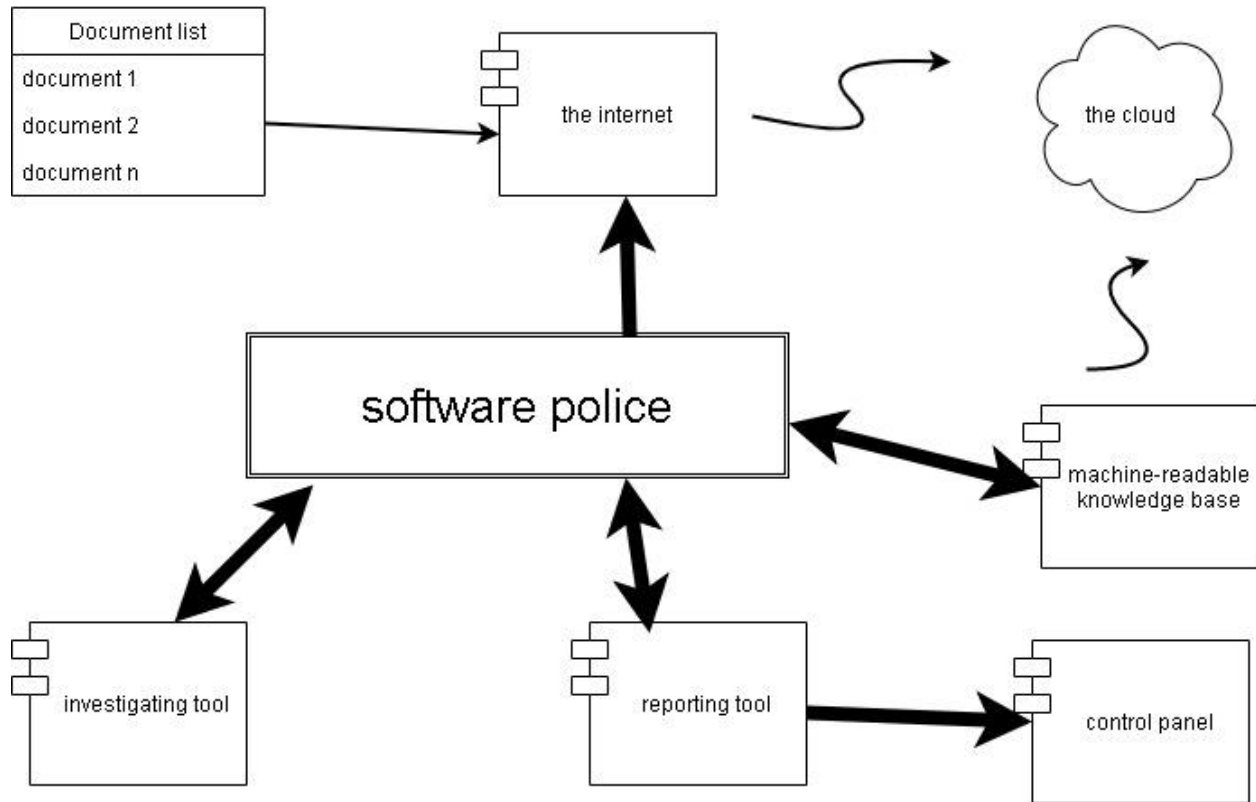 Document list
document 1
document 2
document n
the internet
the cloud
software police
machine-readable
knowledge base
investigating tool
reporting tool
control panel